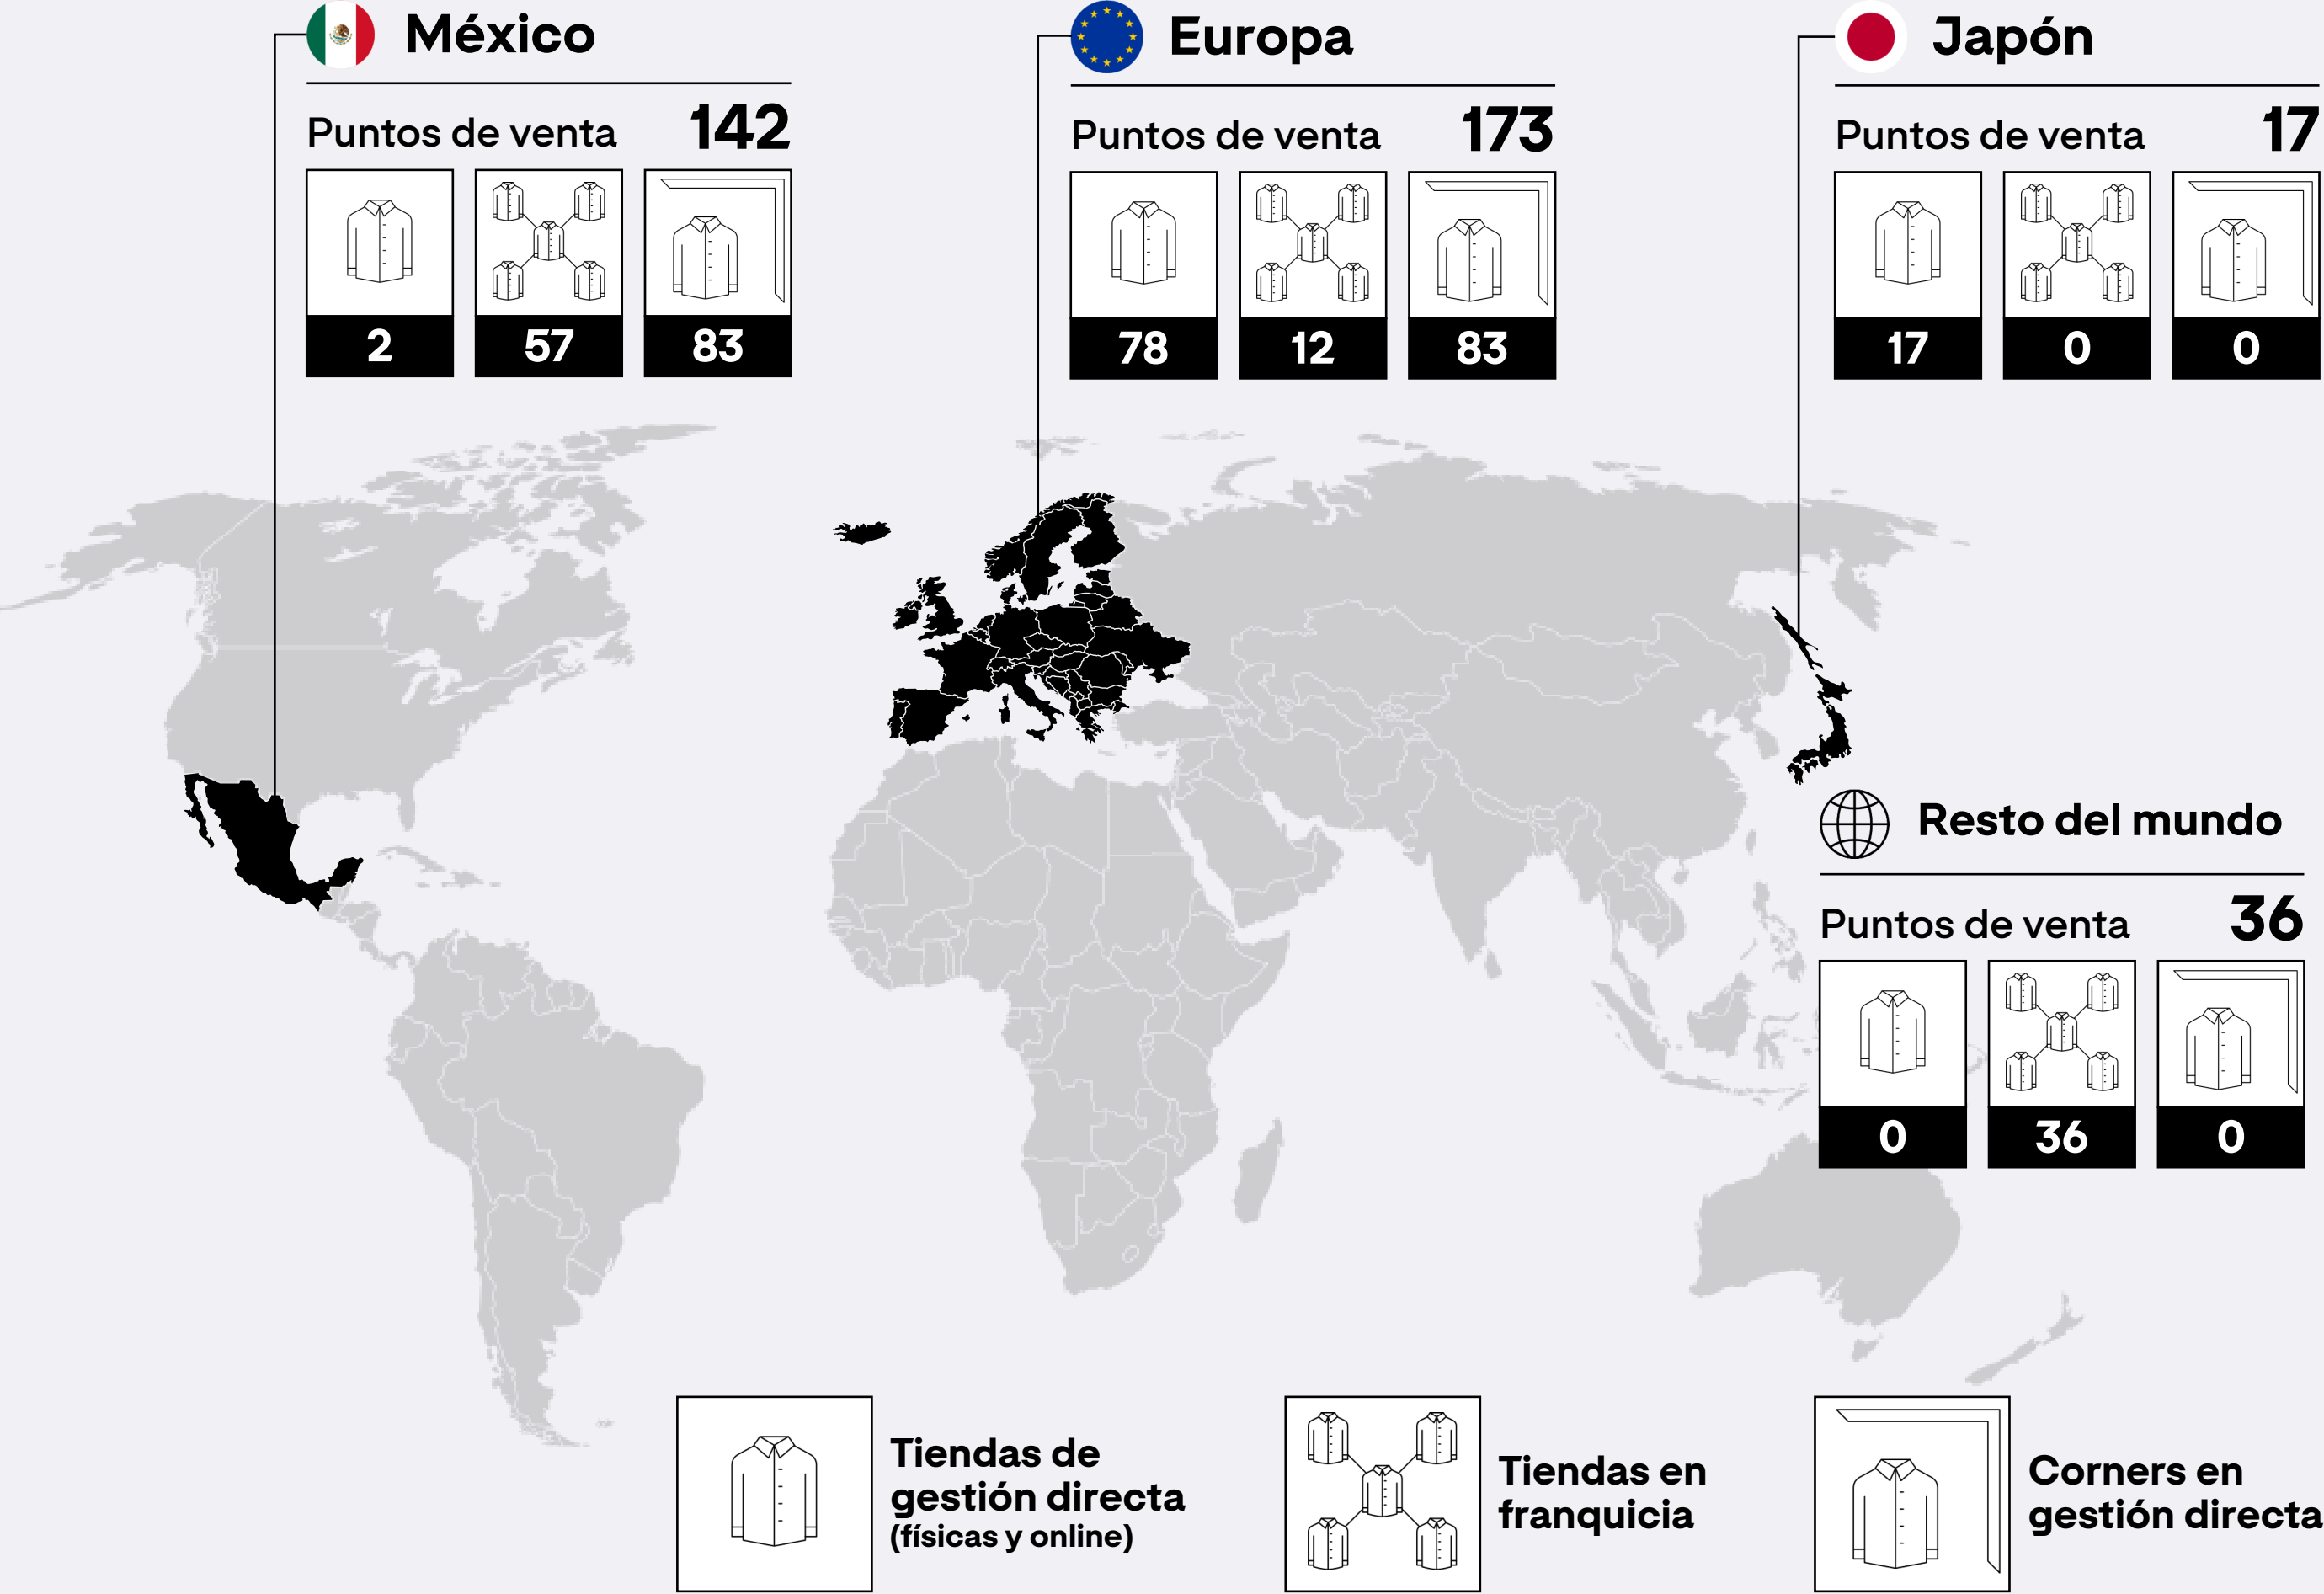 México
Puntos de venta 142
2 57 83
Europa
Puntos de venta 173
78 12 83
Japón
Puntos de venta 17
17 0 0
Resto del mundo
Puntos de venta 36
0 36 0
Tiendas de
gestión directa
(físicas y online)
Tiendas en
franquicia
Corners en
gestión directa